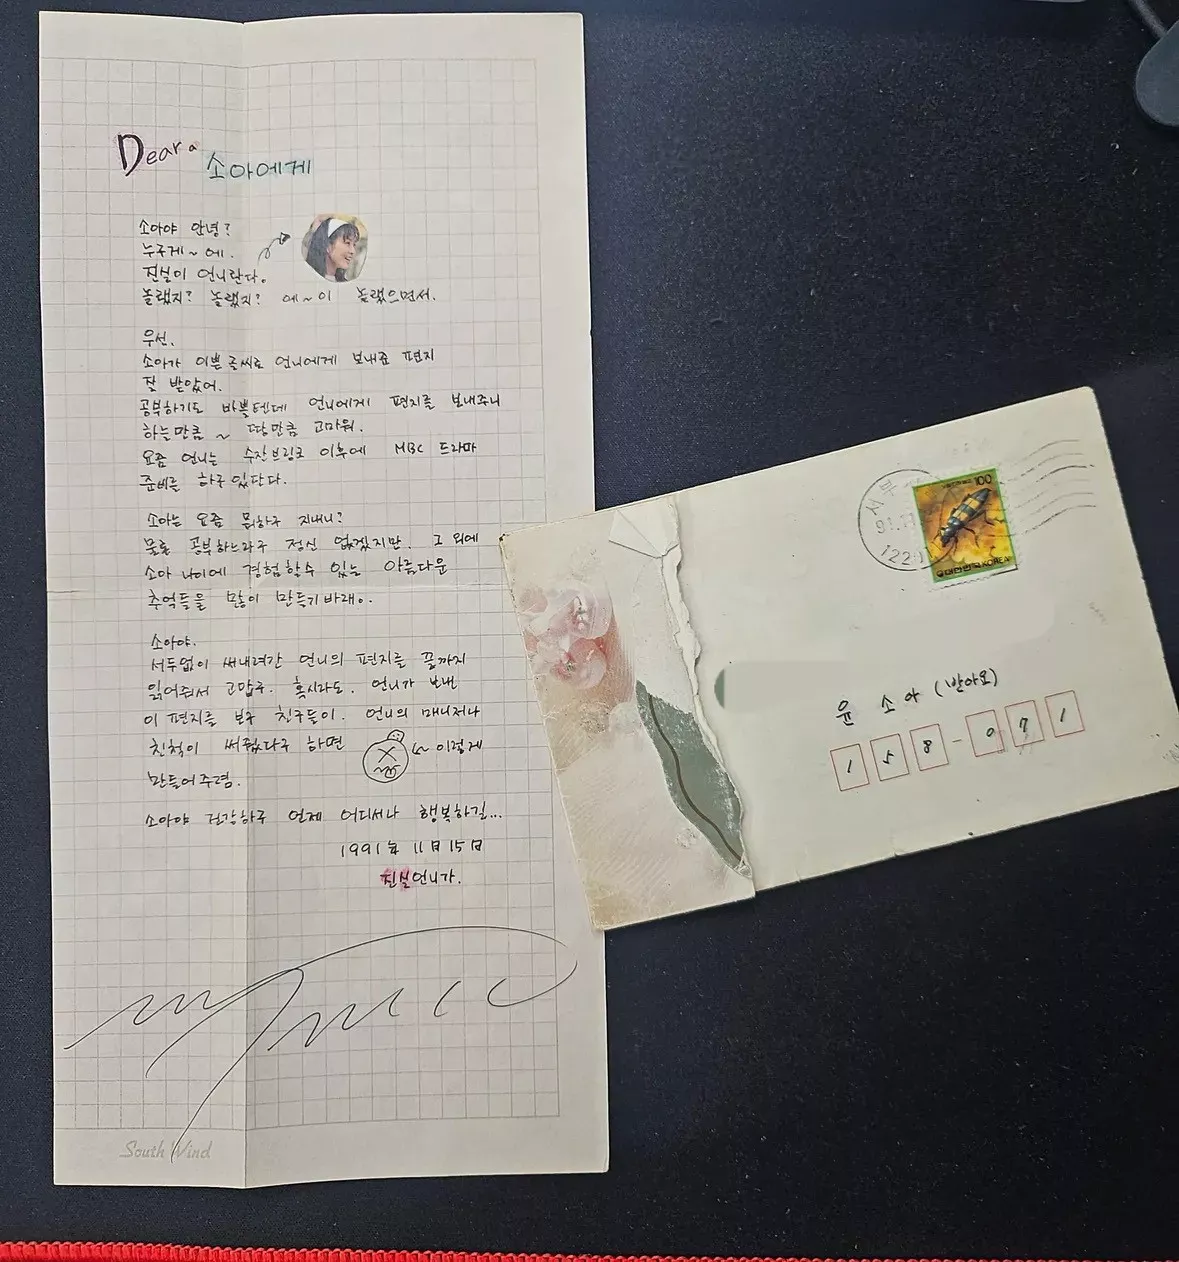 Dear a
소아에게
소아야 안녕?
누구게~에.
진실이 언니란다.
놀랬지? 놀랬지? 에~이 놀랬으면서.
우선,
소아가 이쁜 글씨로 언니에게 보내준 편지
잘 받았어.
공부하기도 바쁠텐데 언니에게 편지를 보내주니
하늘만큼 ~ 땅만큼 고마워.
요즘 언니는 수잔브링크 이후에 MBC 드라마
준비를 하구 있단다.
소아는 요즘 뭐하구 지내니?
물론 공부하느라구 정신 없겠지만. 그 외에
소아 나이에 경험할수 있는 아름다운
추억들을 많이 만들기 바래.
소아야.
서두없이 써내려간 언니의 편지를 끝까지
읽어줘서 고맙구. 혹시라도. 언니가 보낸
이 편지를 보구 친구들이. 언니의 매니저나
친척이 써줬다구 하면 이렇게
만들어주렴.
소아야 건강하구 언제 어디서나 행복하길...
1991年 11日 15日
진실언니가.
South Wind
서부
91.11
122-
100
대한민국 KOREA
윤 소아 (받아요)
158-071